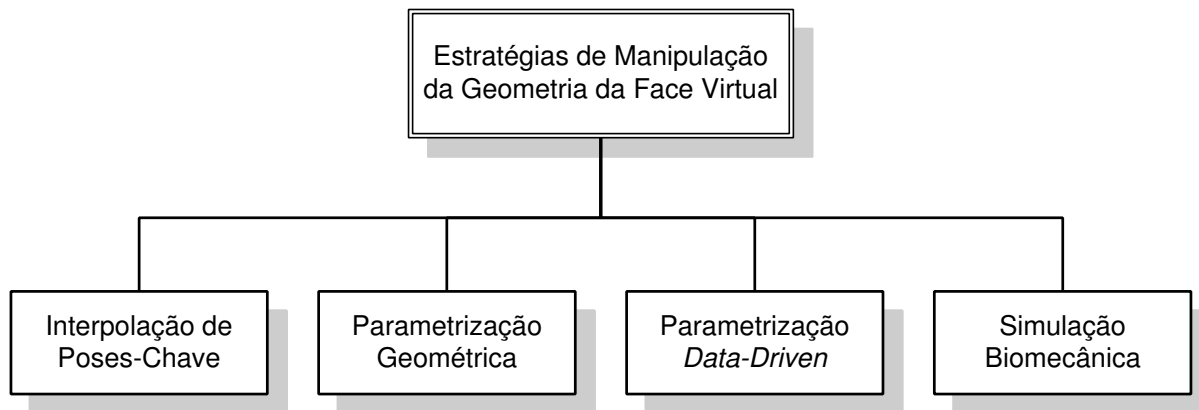 Estratégias de Manipulação
da Geometria da Face Virtual
Interpolação de
Poses-Chave
Parametrização
Geométrica
Parametrização
Data-Driven
Simulação
Biomecânica